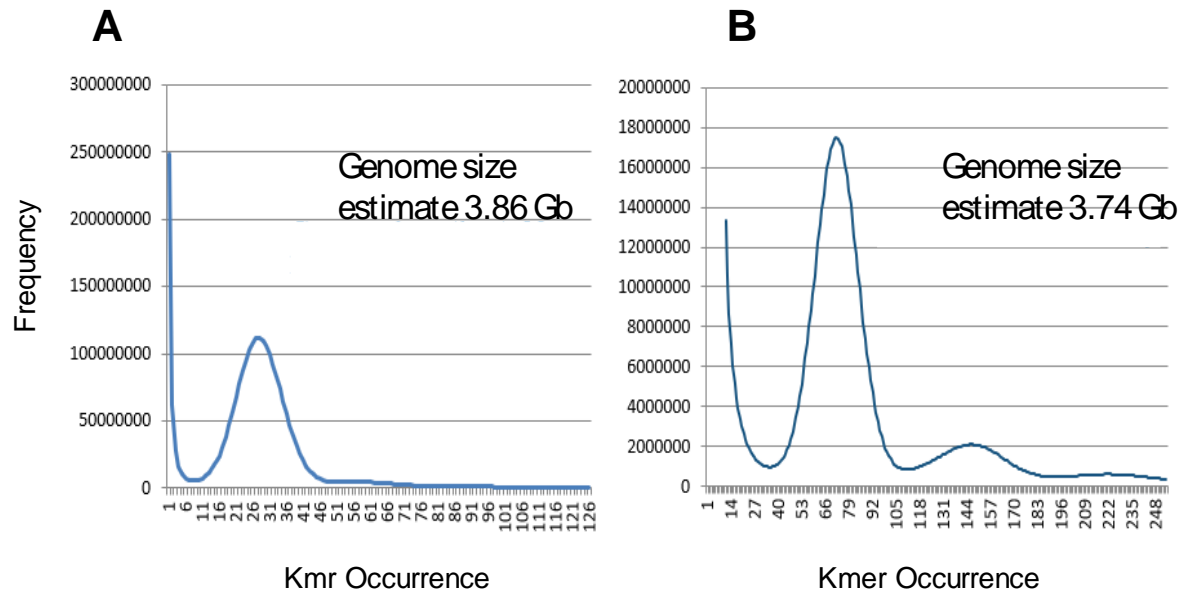 A
B
Frequency
300000000
250000000
200000000
150000000
100000000
50000000
0
Genome size
estimate 3.86 Gb
1 6 11 16 21 26 31 36 41 46 51 56 61 66 71 76 81 86 91 96 101 106 111 116 121 126
Kmr Occurrence
20000000
18000000
16000000
14000000
12000000
10000000
8000000
6000000
4000000
2000000
0
Genome size
estimate 3.74 Gb
1 14 27 40 53 66 79 92 105 118 131 144 157 170 183 196 209 222 235 248
Kmer Occurrence